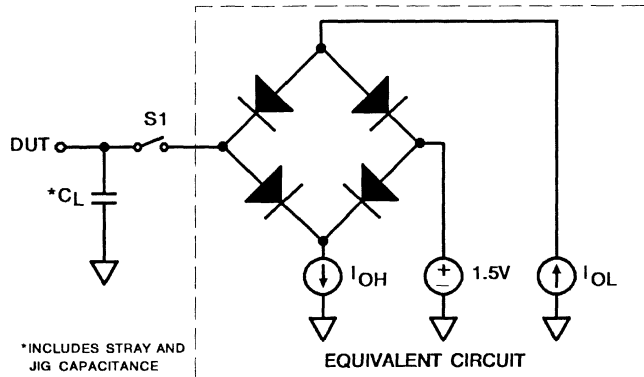 S1
DUT
*CL
IOH
+
−
1.5V
IOL
*INCLUDES STRAY AND
JIG CAPACITANCE
EQUIVALENT CIRCUIT